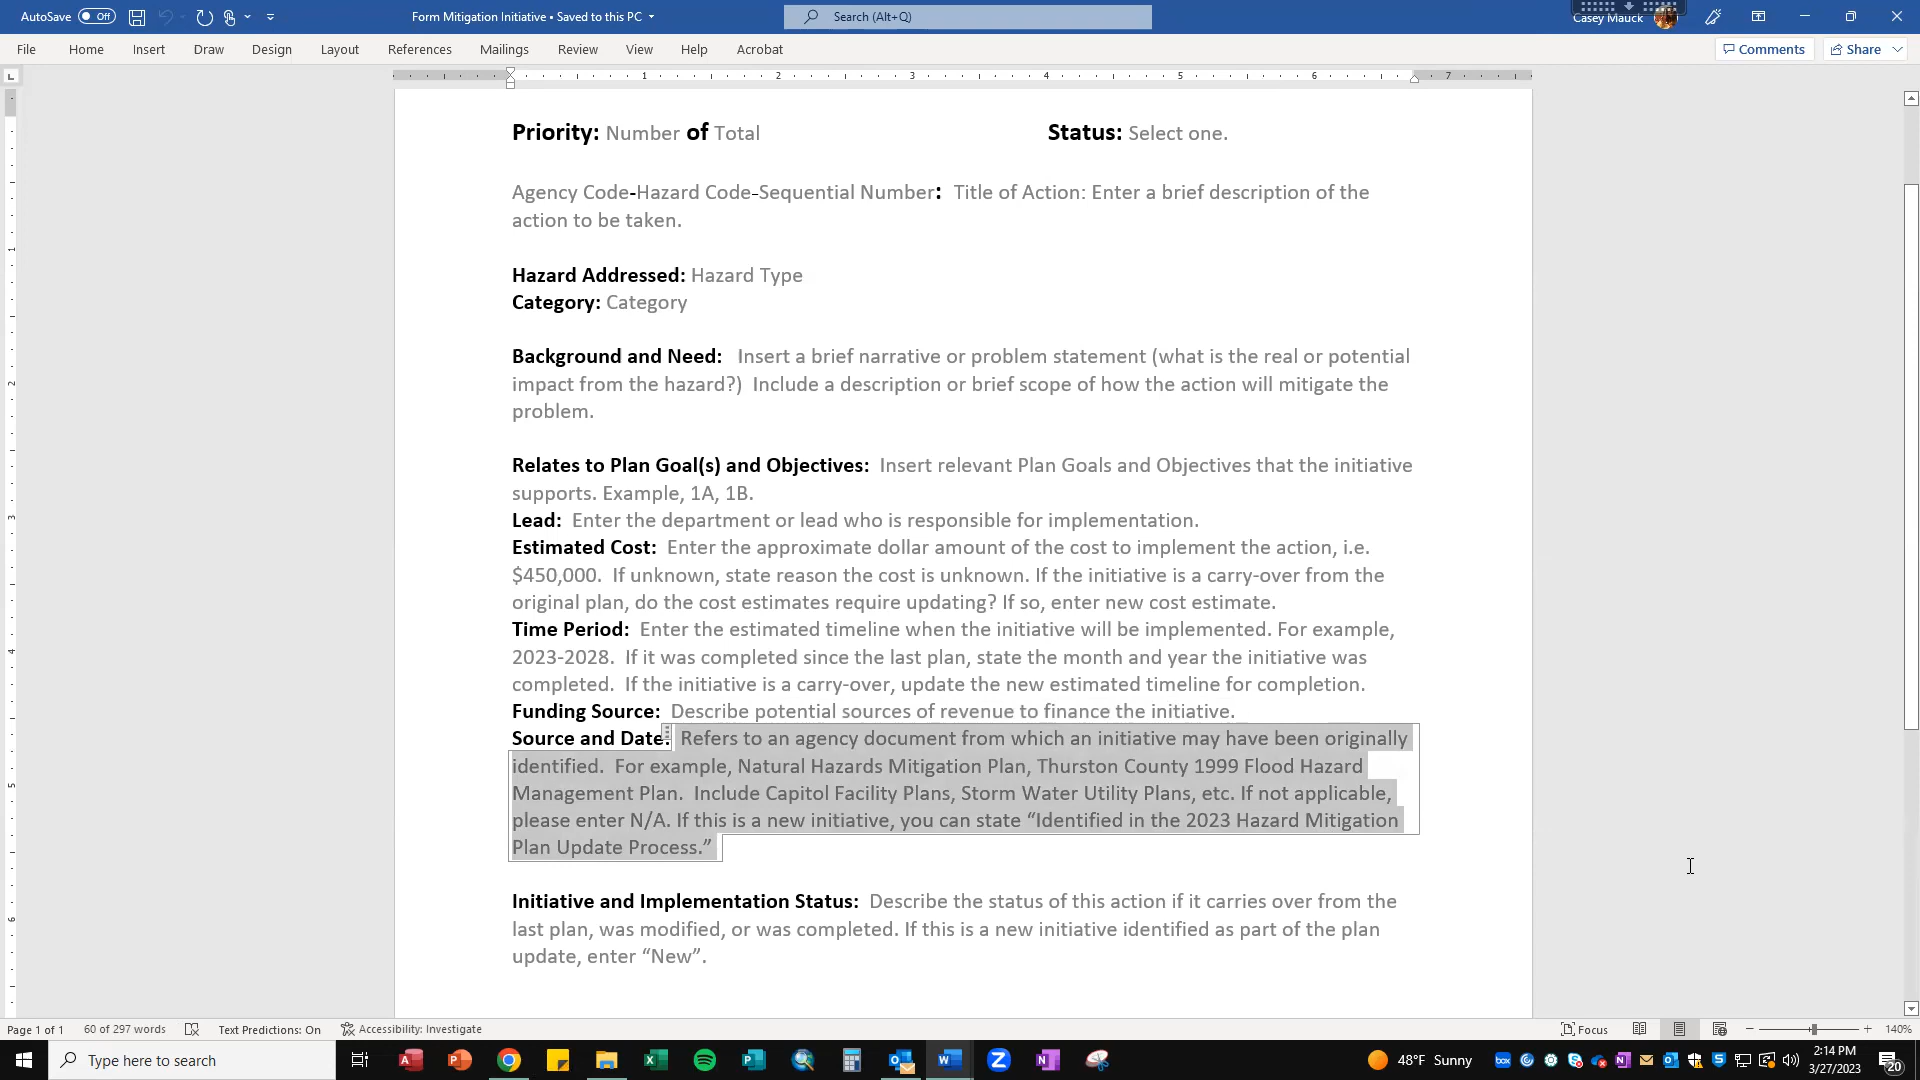 AutoSave Off
Form Mitigation Initiative • Saved to this PC
Search (Alt+Q)
Casey Mauck
File Home Insert Draw Design Layout References Mailings Review View Help Acrobat
Comments Share
1 2 3 4 5 6 7
Priority: Number of Total Status: Select one.
Agency Code-Hazard Code-Sequential Number: Title of Action: Enter a brief description of the
action to be taken.
Hazard Addressed: Hazard Type
Category: Category
Background and Need: Insert a brief narrative or problem statement (what is the real or potential
impact from the hazard?) Include a description or brief scope of how the action will mitigate the
problem.
Relates to Plan Goal(s) and Objectives: Insert relevant Plan Goals and Objectives that the initiative
supports. Example, 1A, 1B.
Lead: Enter the department or lead who is responsible for implementation.
Estimated Cost: Enter the approximate dollar amount of the cost to implement the action, i.e.
$450,000. If unknown, state reason the cost is unknown. If the initiative is a carry-over from the
original plan, do the cost estimates require updating? If so, enter new cost estimate.
Time Period: Enter the estimated timeline when the initiative will be implemented. For example,
2023-2028. If it was completed since the last plan, state the month and year the initiative was
completed. If the initiative is a carry-over, update the new estimated timeline for completion.
Funding Source: Describe potential sources of revenue to finance the initiative.
Source and Date: Refers to an agency document from which an initiative may have been originally
identified. For example, Natural Hazards Mitigation Plan, Thurston County 1999 Flood Hazard
Management Plan. Include Capitol Facility Plans, Storm Water Utility Plans, etc. If not applicable,
please enter N/A. If this is a new initiative, you can state “Identified in the 2023 Hazard Mitigation
Plan Update Process.”
Initiative and Implementation Status: Describe the status of this action if it carries over from the
last plan, was modified, or was completed. If this is a new initiative identified as part of the plan
update, enter “New”.
Page 1 of 1 60 of 297 words Text Predictions: On Accessibility: Investigate
Focus 140%
Type here to search
48°F Sunny
2:14 PM
3/27/2023
20